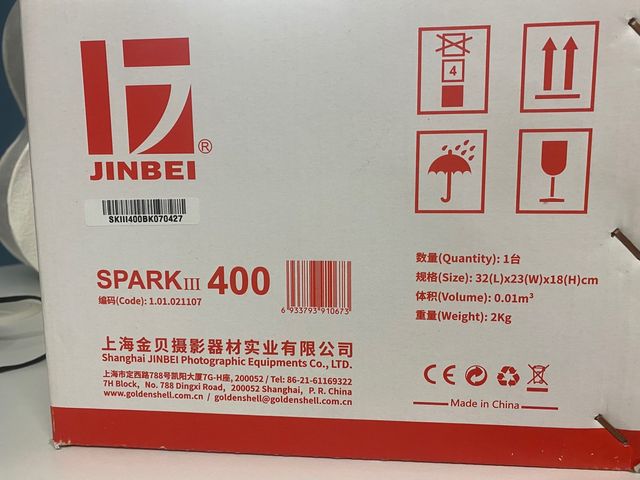 JINBEI
®
SKIII400BK070427
4
SPARKIII 400
编码(Code): 1.01.021107
6 933793 910673
数量(Quantity): 1台
规格(Size): 32(L)x23(W)x18(H)cm
体积(Volume): 0.01m³
重量(Weight): 2Kg
上海金贝摄影器材实业有限公司
Shanghai JINBEI Photographic Equipments Co., LTD.
上海市定西路788号凯阳大厦7G-H座, 200052 / Tel: 86-21-61169322
7H Block, No. 788 Dingxi Road, 200052 Shanghai, P. R. China
www.goldenshell.com.cn / goldenshell@goldenshell.com.cn
CE
Made in China